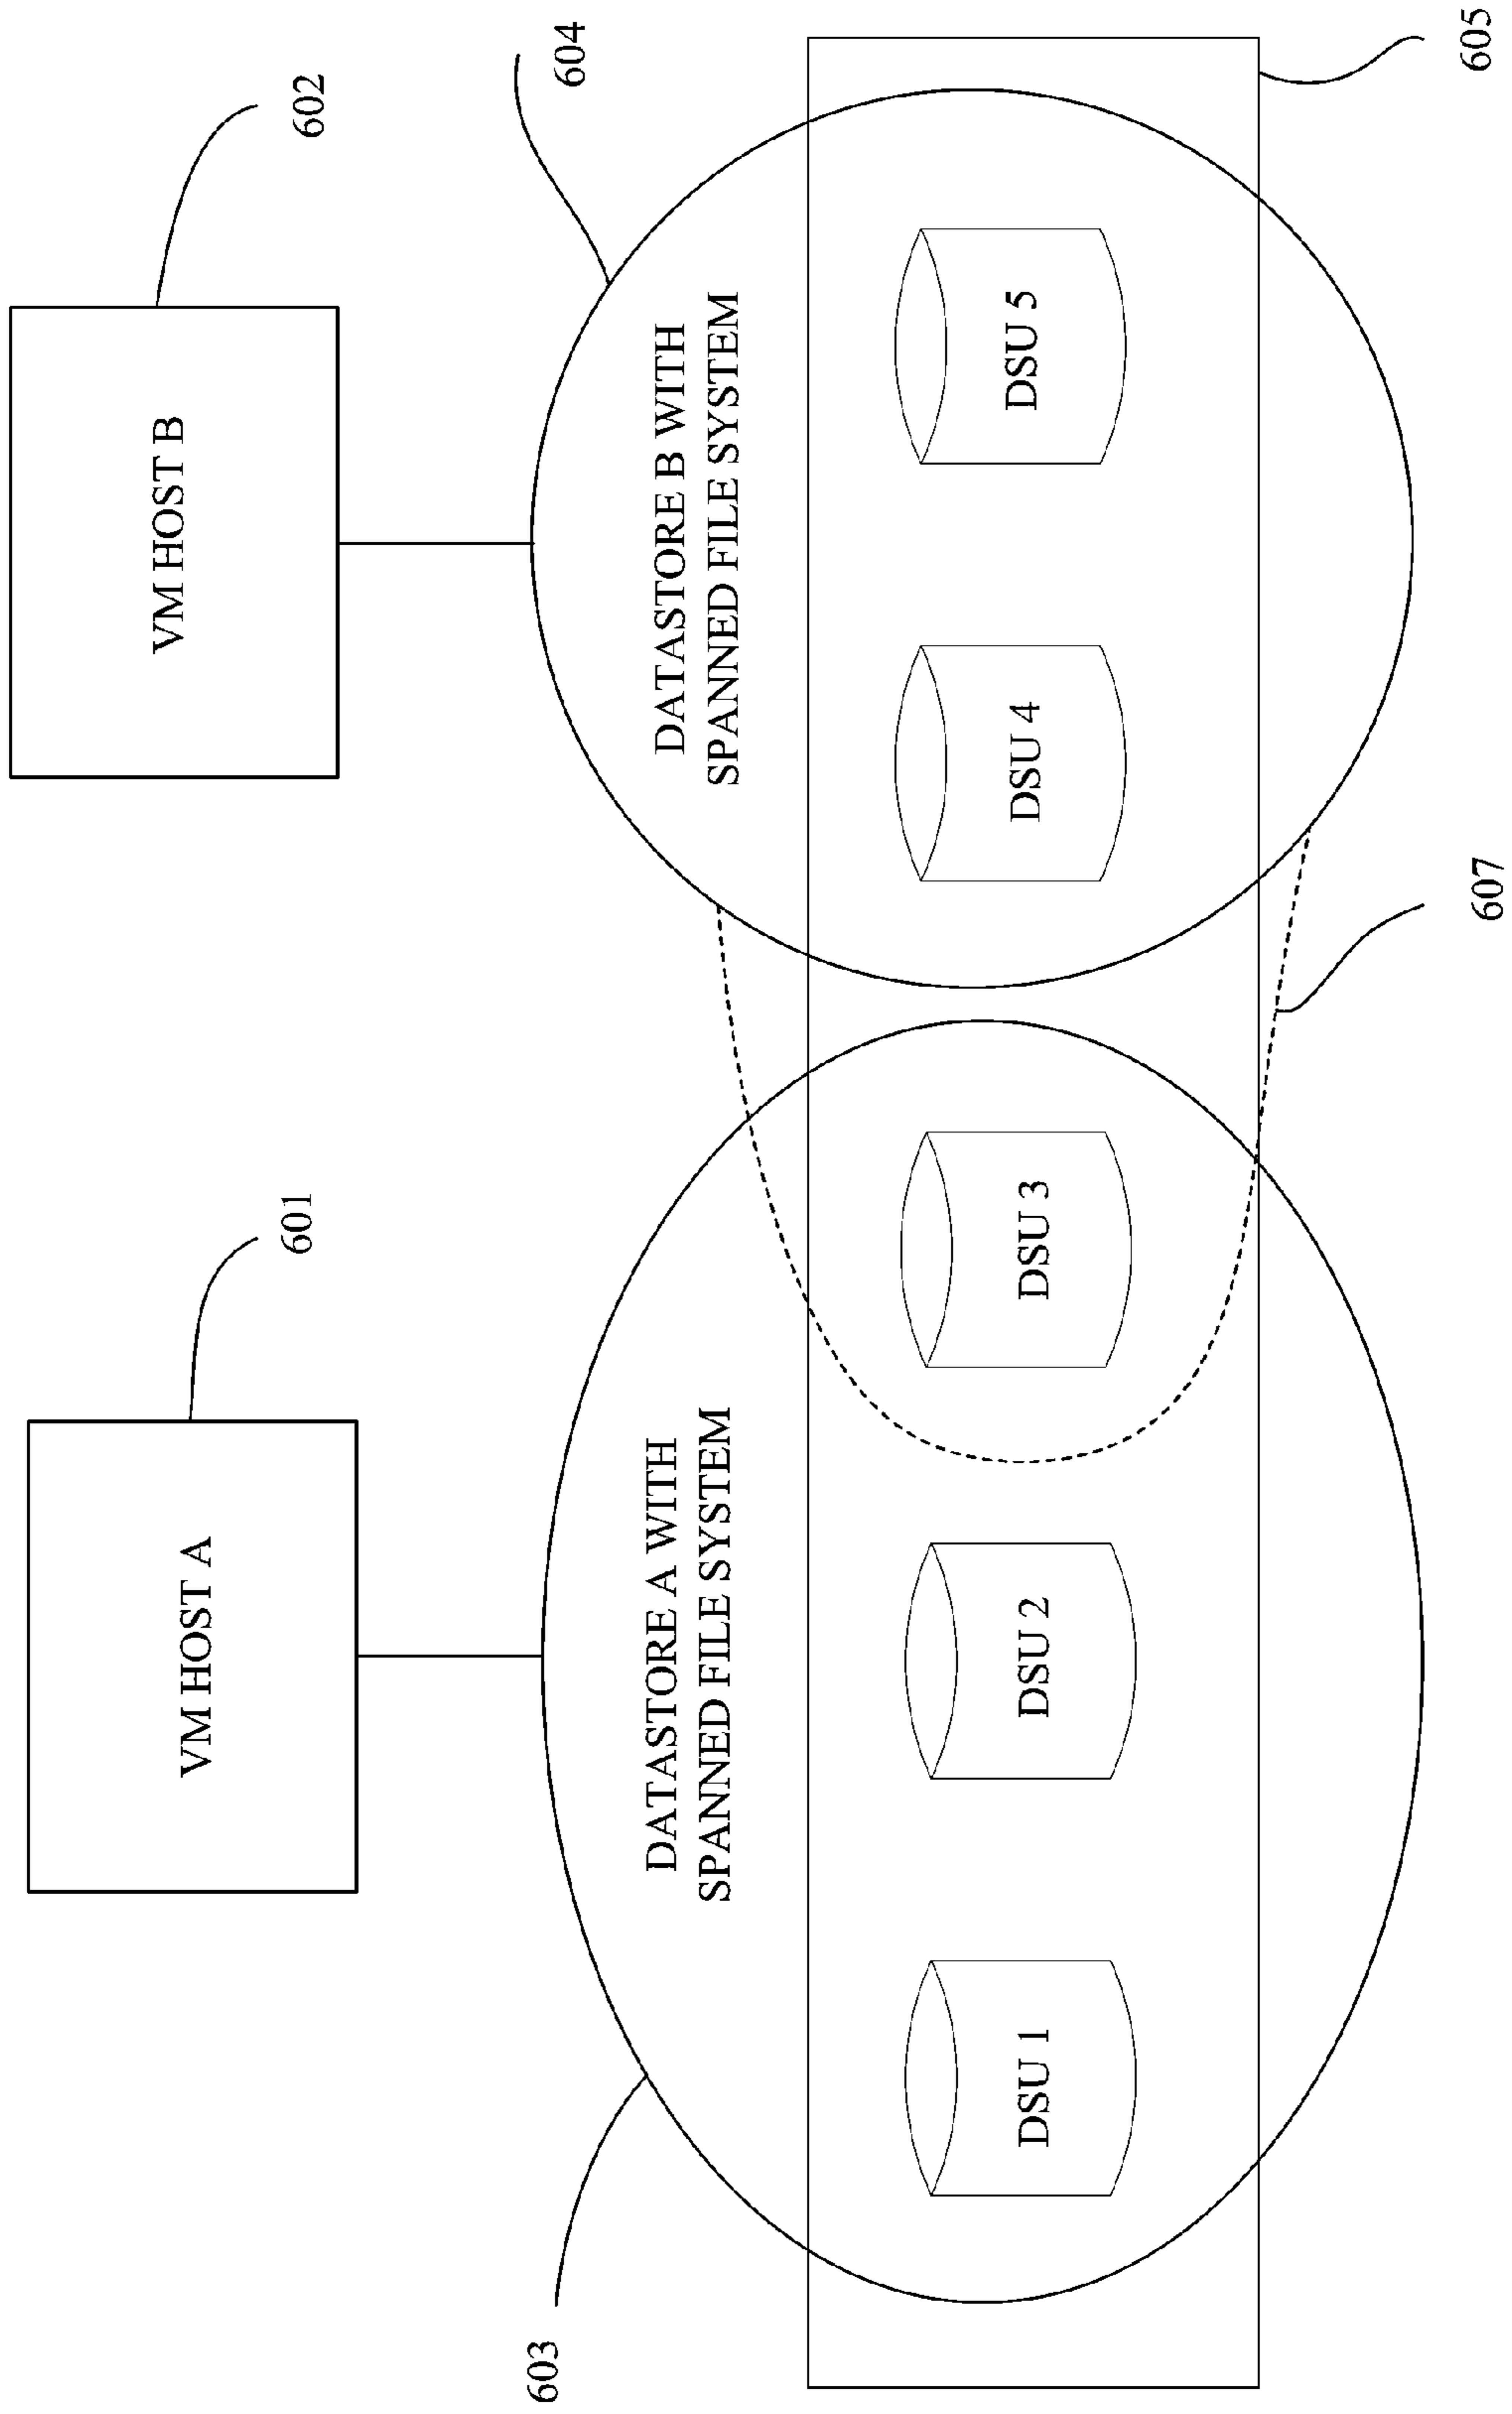 VM HOST A
601
VM HOST B
602
603
DATASTORE A WITH
SPANNED FILE SYSTEM
604
DATASTORE B WITH
SPANNED FILE SYSTEM
DSU 1
DSU 2
DSU 3
DSU 4
DSU 5
607
605